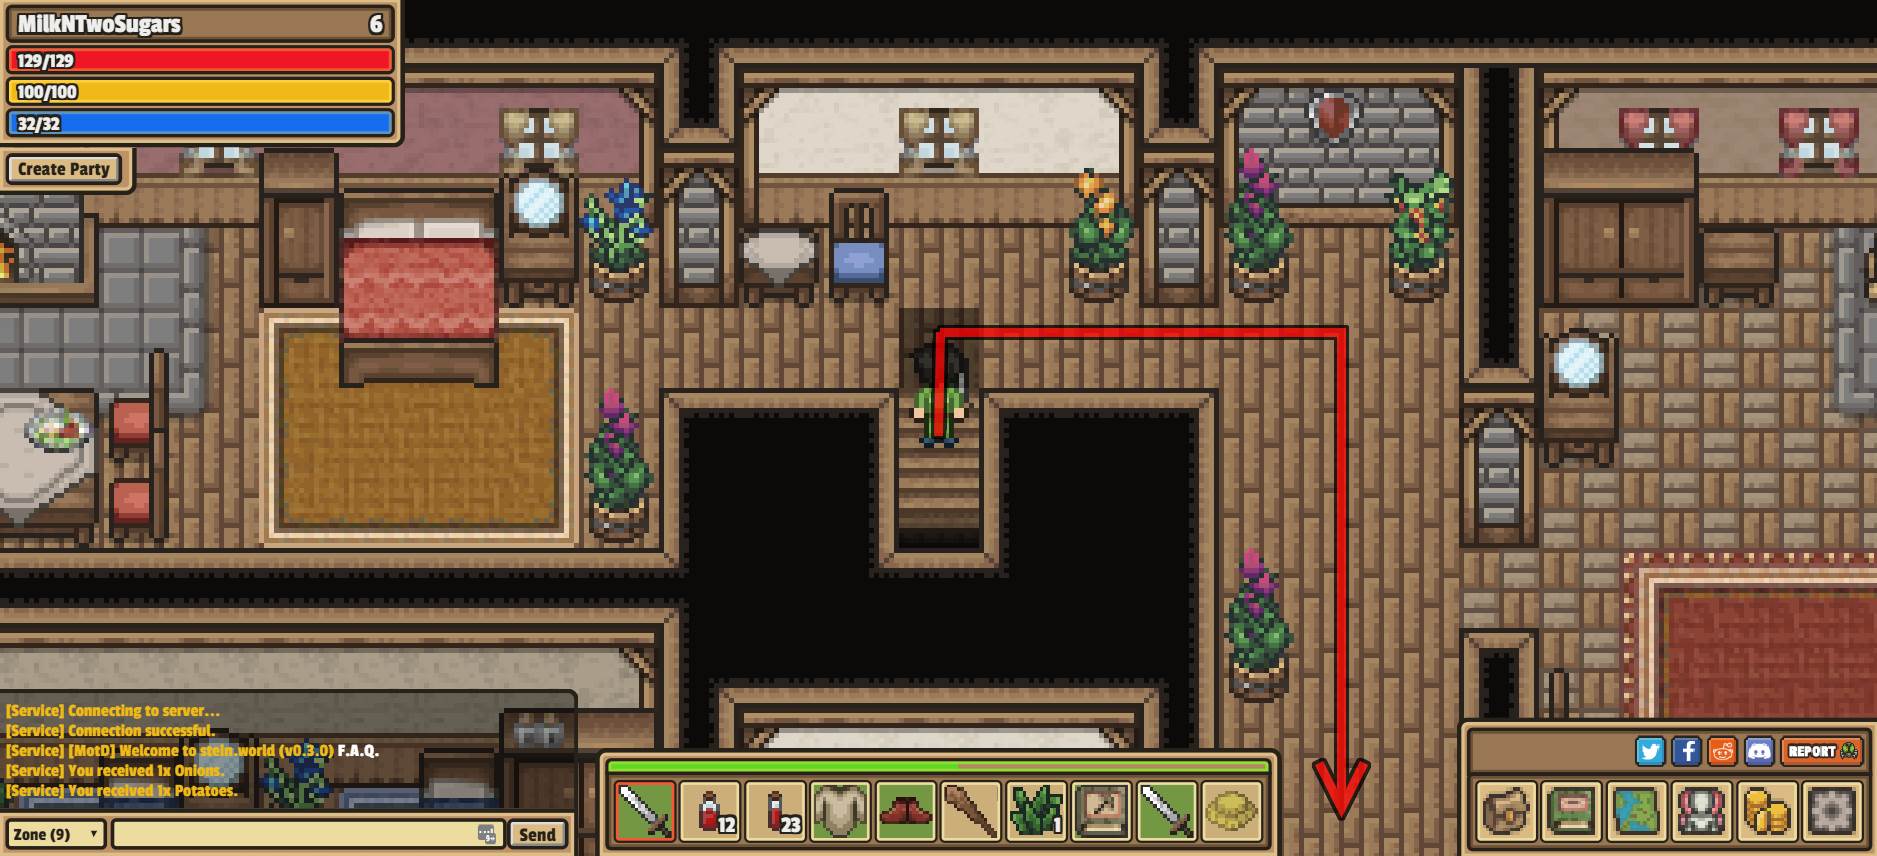 MilkNTwoSugars 6
129/129
100/100
32/32
Create Party
[Service] Connecting to server...
[Service] Connection successful.
[Service] [MotD] Welcome to stein.world (v0.3.0) F.A.Q.
[Service] You received 1x Onions.
[Service] You received 1x Potatoes.
Zone (9) Send
12 23 1
REPORT